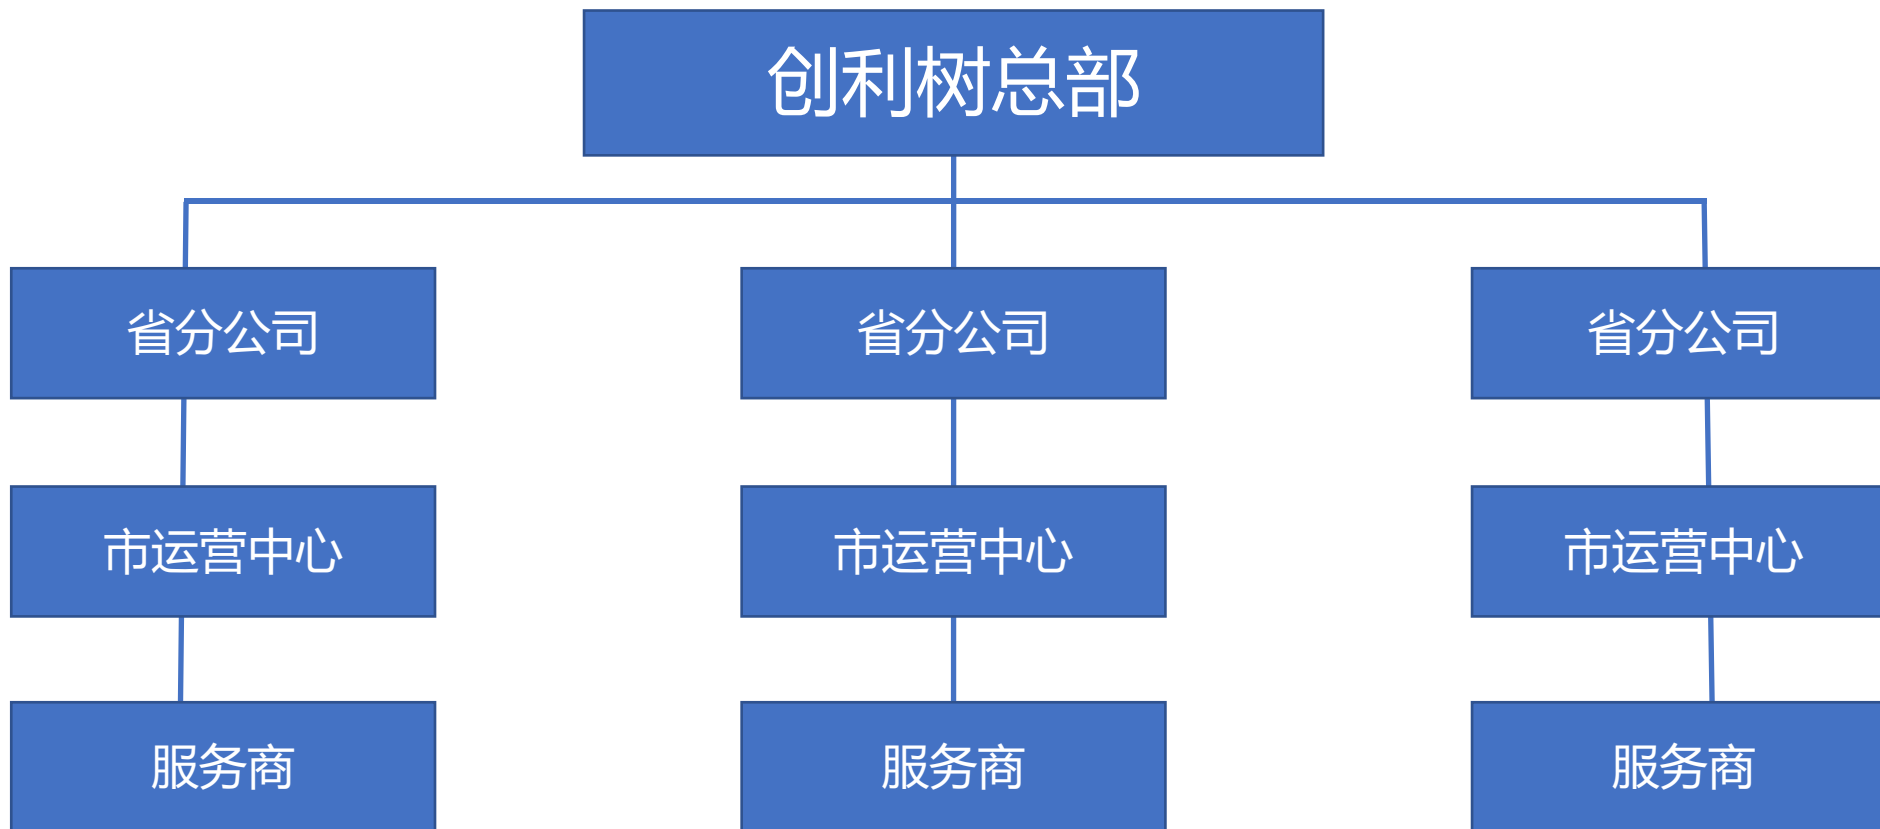 创利树总部
省分公司
省分公司
省分公司
市运营中心
市运营中心
市运营中心
服务商
服务商
服务商